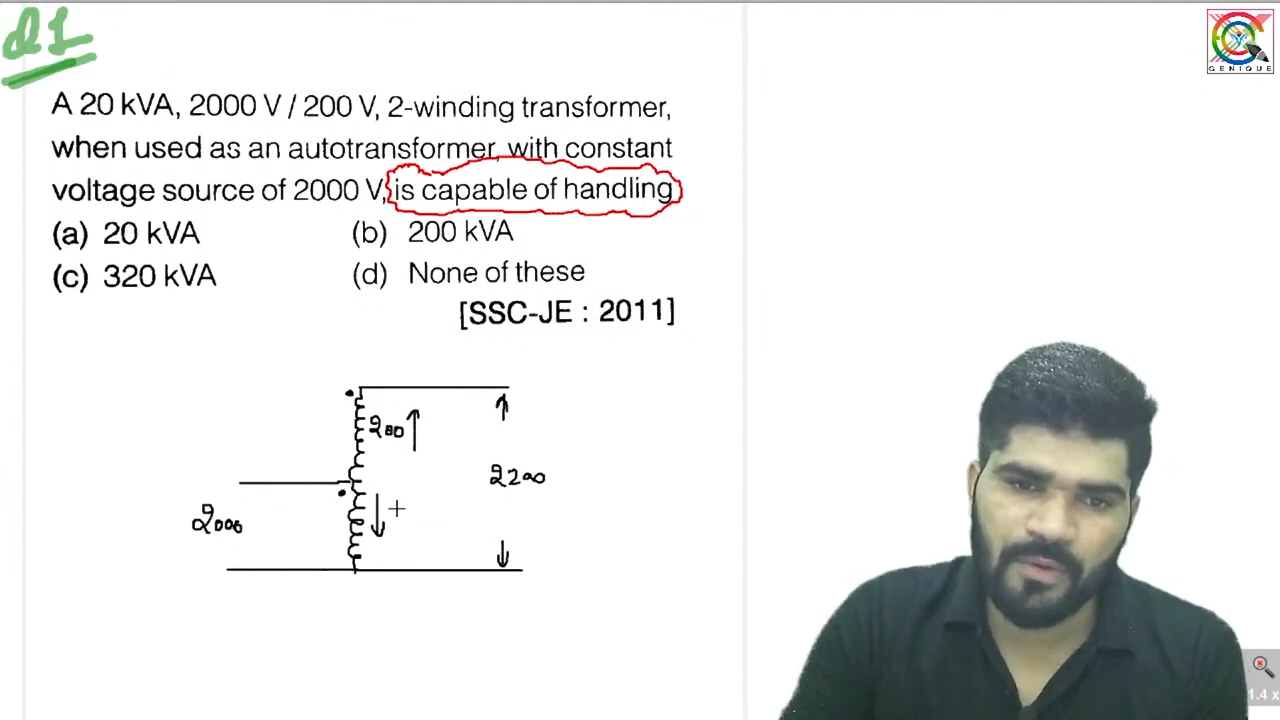 Q1
A 20 kVA, 2000 V / 200 V, 2-winding transformer,
when used as an autotransformer, with constant
voltage source of 2000 V, is capable of handling
(a) 20 kVA (b) 200 kVA
(c) 320 kVA (d) None of these
[SSC-JE : 2011]
200
2200
2000
GENIQUE
1.4 x